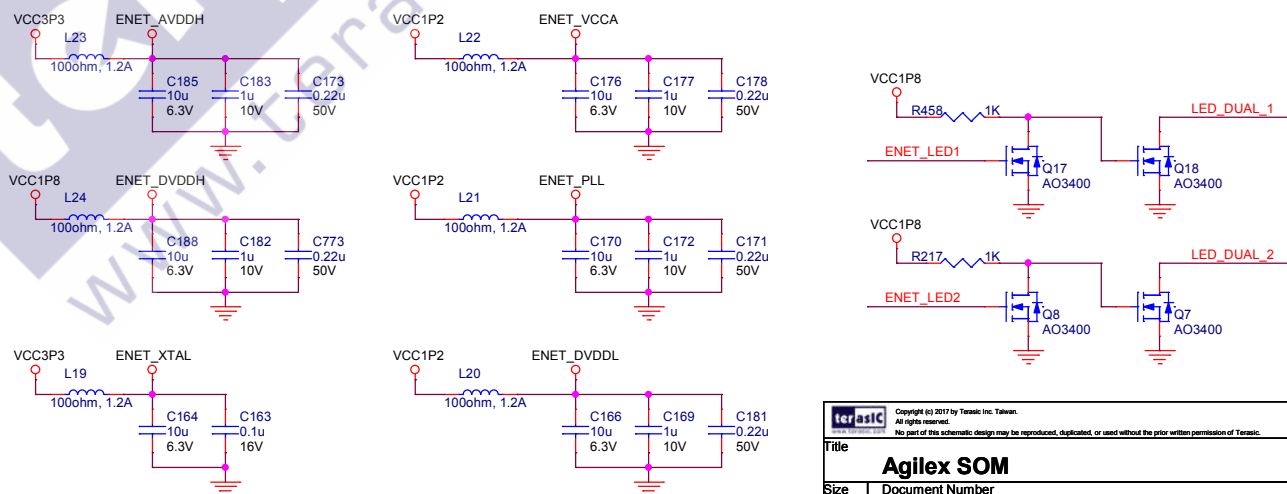 VCC3P3 ENET_AVDDH
L23
100ohm, 1.2A
C185
10u
6.3V
C183
1u
10V
C173
0.22u
50V
VCC1P2 ENET_VCCA
L22
100ohm, 1.2A
C176
10u
6.3V
C177
1u
10V
C178
0.22u
50V
VCC1P8 ENET_DVDDH
L24
100ohm, 1.2A
C188
10u
6.3V
C182
1u
10V
C773
0.22u
50V
VCC1P2 ENET_PLL
L21
100ohm, 1.2A
C170
10u
6.3V
C172
1u
10V
C171
0.22u
50V
VCC3P3 ENET_XTAL
L19
100ohm, 1.2A
C164
10u
6.3V
C163
0.1u
16V
VCC1P2 ENET_DVDDL
L20
100ohm, 1.2A
C166
10u
6.3V
C169
1u
10V
C181
0.22u
50V
VCC1P8
R458 1K
LED_DUAL_1
ENET_LED1
Q17
AO3400
Q18
AO3400
VCC1P8
R217 1K
LED_DUAL_2
ENET_LED2
Q8
AO3400
Q7
AO3400
terasIC
www.terasic.com
Copyright (c) 2017 by Terasic Inc. Taiwan.
All rights reserved.
No part of this schematic design may be reproduced, duplicated, or used without the prior written permission of Terasic.
Title
Agilex SOM
Size Document Number